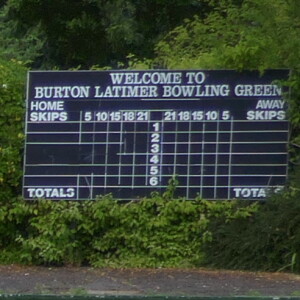 WELCOME TO
BURTON LATIMER BOWLING GREEN
HOME AWAY
SKIPS 5 10 15 18 21 21 18 15 10 5 SKIPS
1
2
3
4
5
6
TOTALS TOTALS